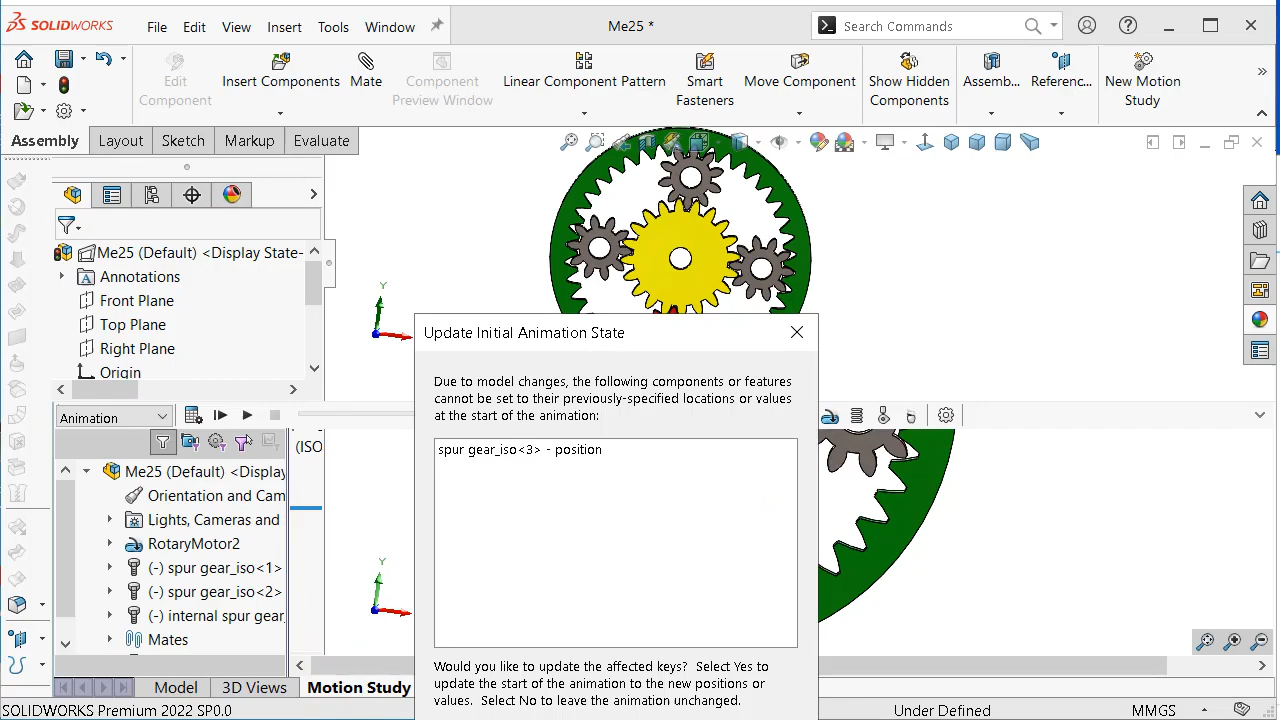 SOLIDWORKS
File
Edit
View
Insert
Tools
Window
Me25 *
Search Commands
Edit
Component
Insert Components
Mate
Component
Preview Window
Linear Component Pattern
Smart
Fasteners
Move Component
Show Hidden
Components
Assemb...
Referenc...
New Motion
Study
Assembly
Layout
Sketch
Markup
Evaluate
Me25 (Default) <Display State-
Annotations
Front Plane
Top Plane
Right Plane
Origin
Y
Update Initial Animation State
Due to model changes, the following components or features
cannot be set to their previously-specified locations or values
at the start of the animation:
spur gear_iso<3> - position
Would you like to update the affected keys? Select Yes to
update the start of the animation to the new positions or
values. Select No to leave the animation unchanged.
Animation
(ISO
Me25 (Default) <Display
Orientation and Cam
Lights, Cameras and
RotaryMotor2
(-) spur gear_iso<1>
(-) spur gear_iso<2>
(-) internal spur gear
Mates
Y
Model
3D Views
Motion Study
SOLIDWORKS Premium 2022 SP0.0
Under Defined
MMGS